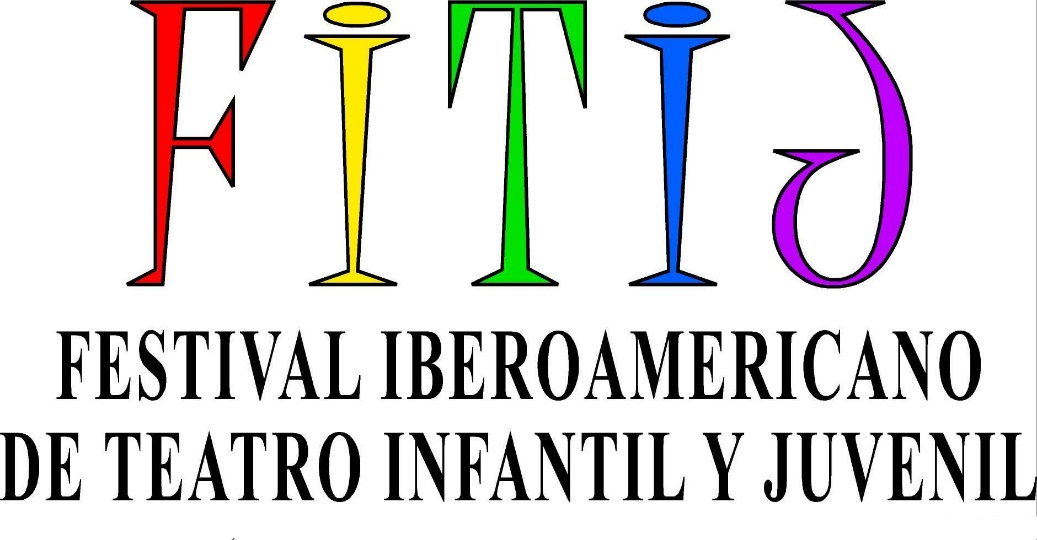 FiTiJ
FESTIVAL IBEROAMERICANO
DE TEATRO INFANTIL Y JUVENIL